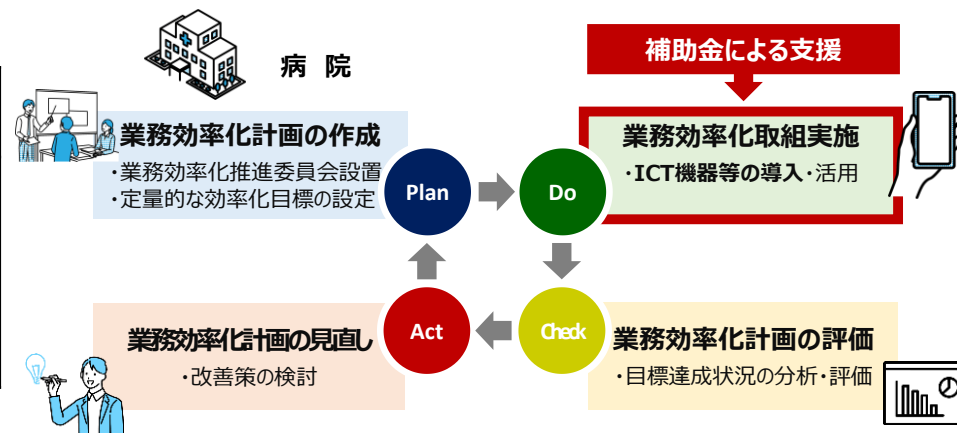 病 院
補助金による支援
業務効率化計画の作成
・業務効率化推進委員会設置
・定量的な効率化目標の設定
Plan
Do
業務効率化取組実施
・ICT機器等の導入・活用
業務効率化計画の見直し
・改善策の検討
Act
Check
業務効率化計画の評価
・目標達成状況の分析・評価